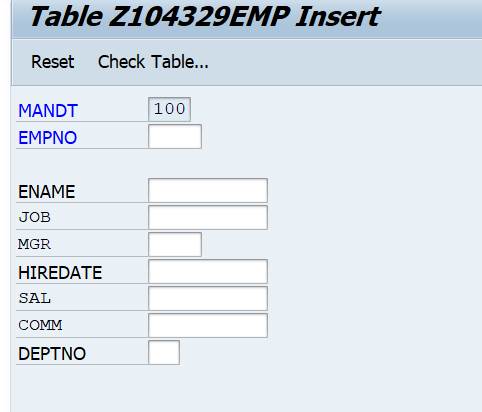 Table Z104329EMP Insert
Reset Check Table...
MANDT 100
EMPNO
ENAME
JOB
MGR
HIREDATE
SAL
COMM
DEPTNO